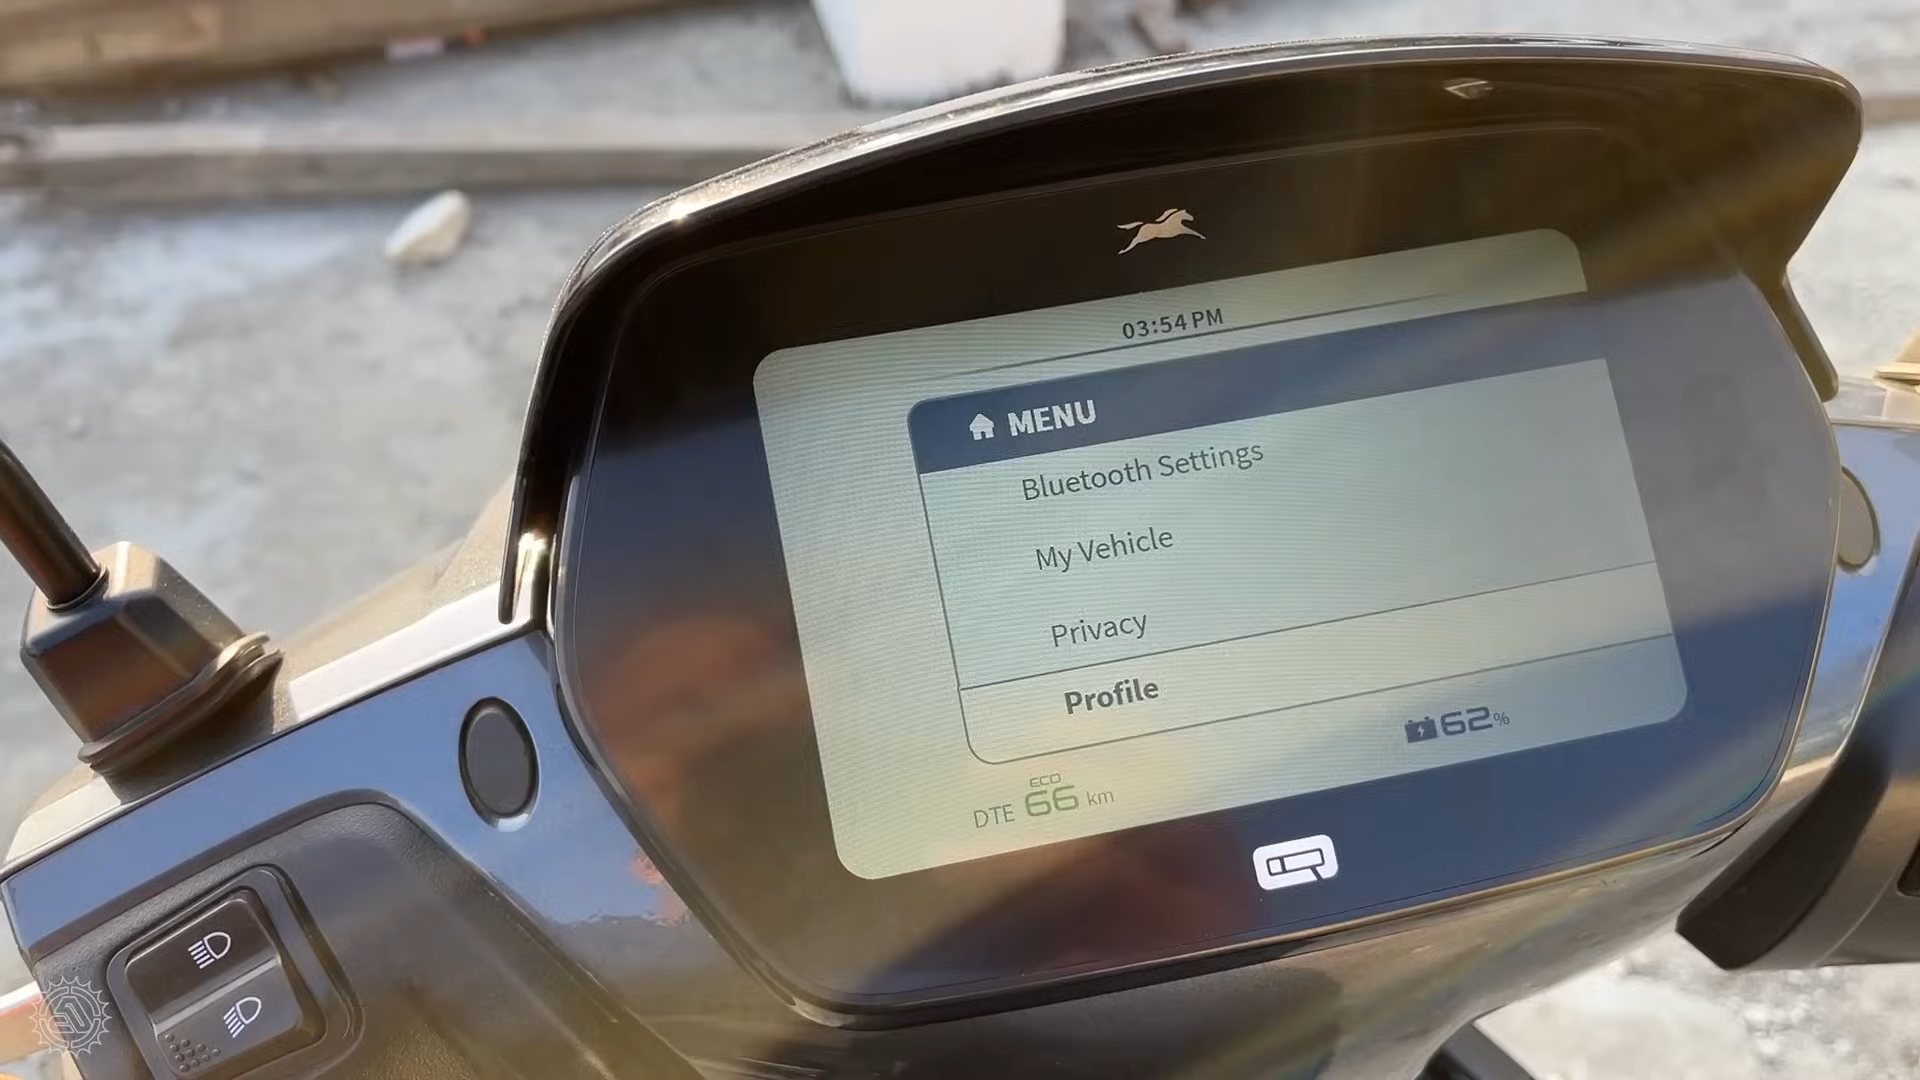 03:54 PM
MENU
Bluetooth Settings
My Vehicle
Privacy
Profile
62%
ECO
DTE 66 km